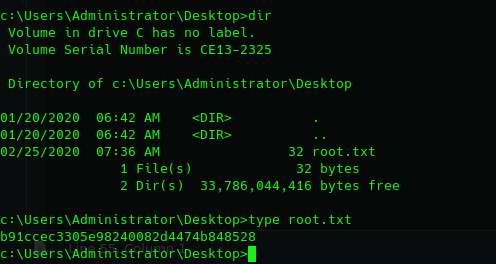 c:\Users\Administrator\Desktop>dir
Volume in drive C has no label.
Volume Serial Number is CE13-2325
Directory of c:\Users\Administrator\Desktop
01/20/2020  06:42 AM    <DIR>          .
01/20/2020  06:42 AM    <DIR>          ..
02/25/2020  07:36 AM                32 root.txt
1 File(s)             32 bytes
2 Dir(s)  33,786,044,416 bytes free
c:\Users\Administrator\Desktop>type root.txt
b91ccec3305e98240082d4474b848528
c:\Users\Administrator\Desktop>